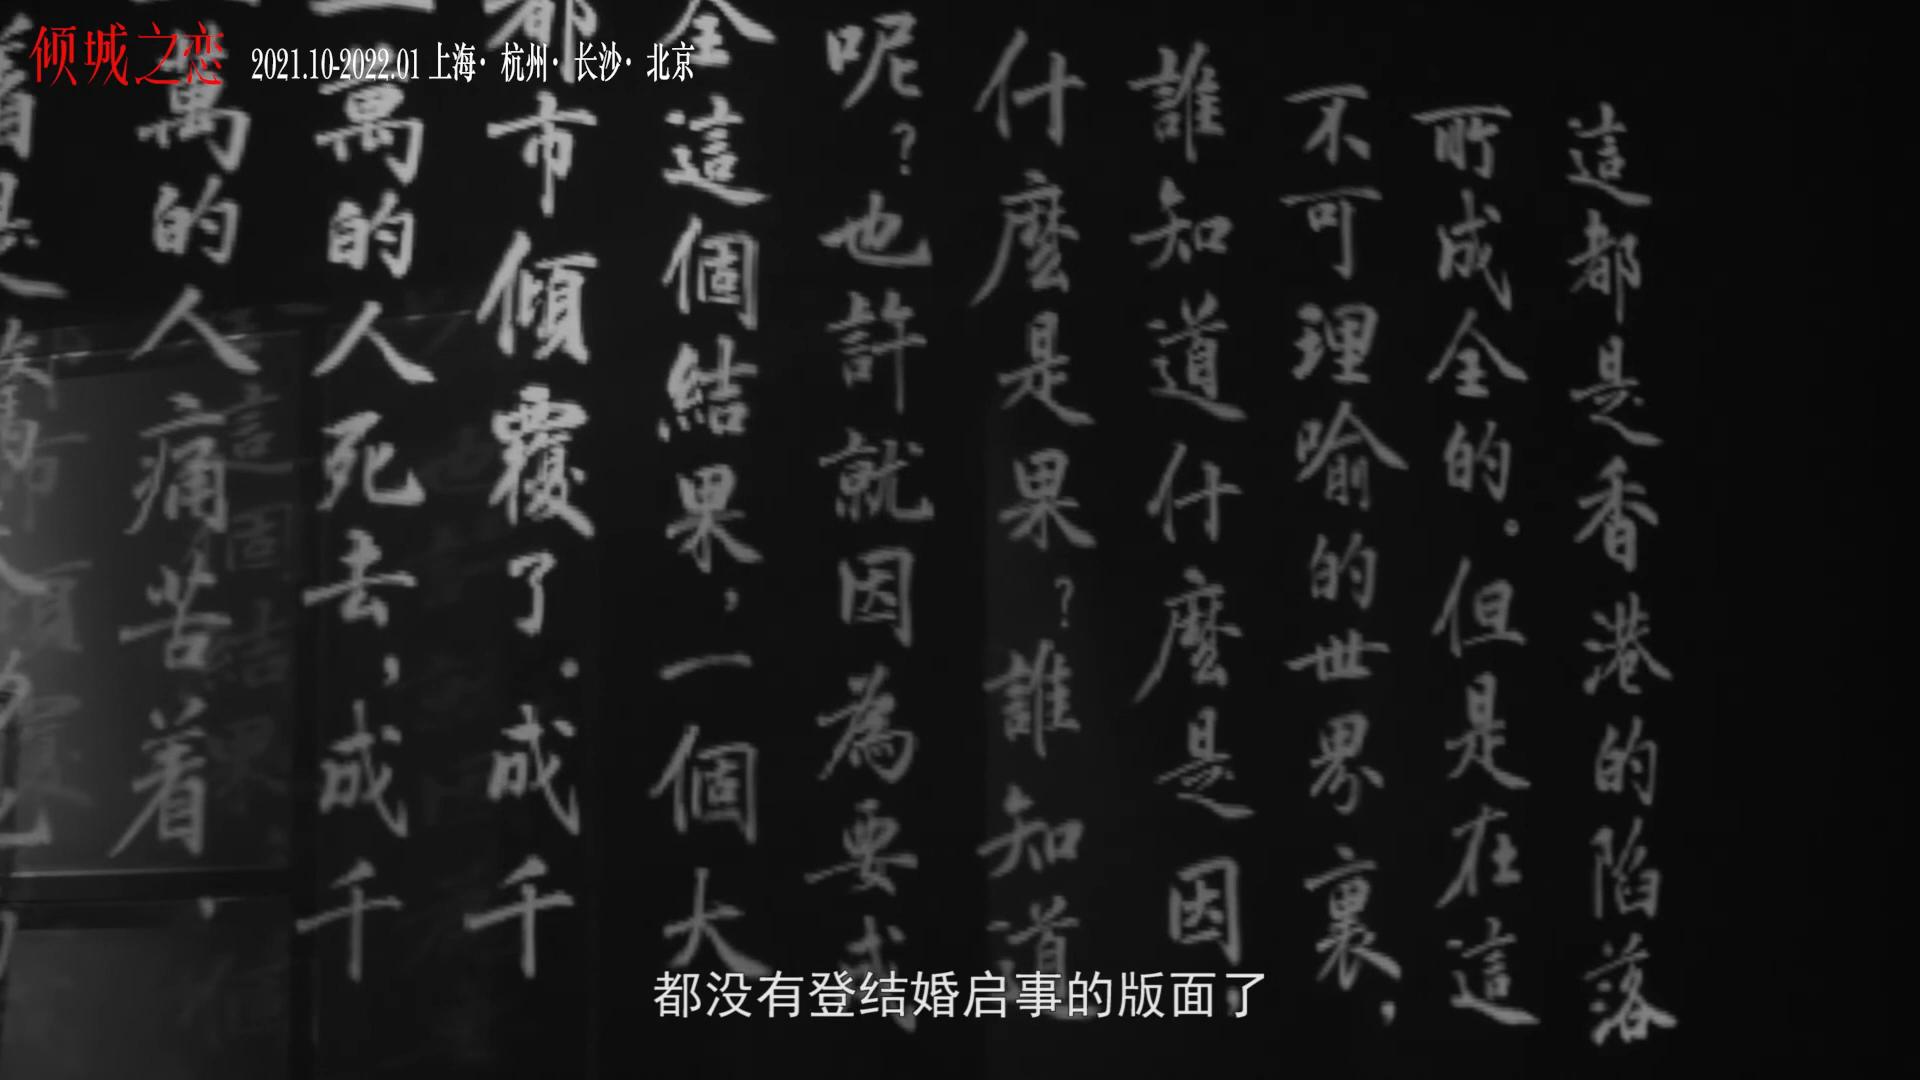 倾城之恋 2021.10-2022.01 上海·杭州·长沙·北京
這都是香港的陷落
所成全的.但是在這
不可理喻的世界裏,
誰知道什麼是因,
什麼是果?誰知道
呢?也許就因為要成
全這個結果,一個大
都市傾覆了.成千
萬的人死去,成千
萬的人痛苦着.
着是
都没有登结婚启事的版面了